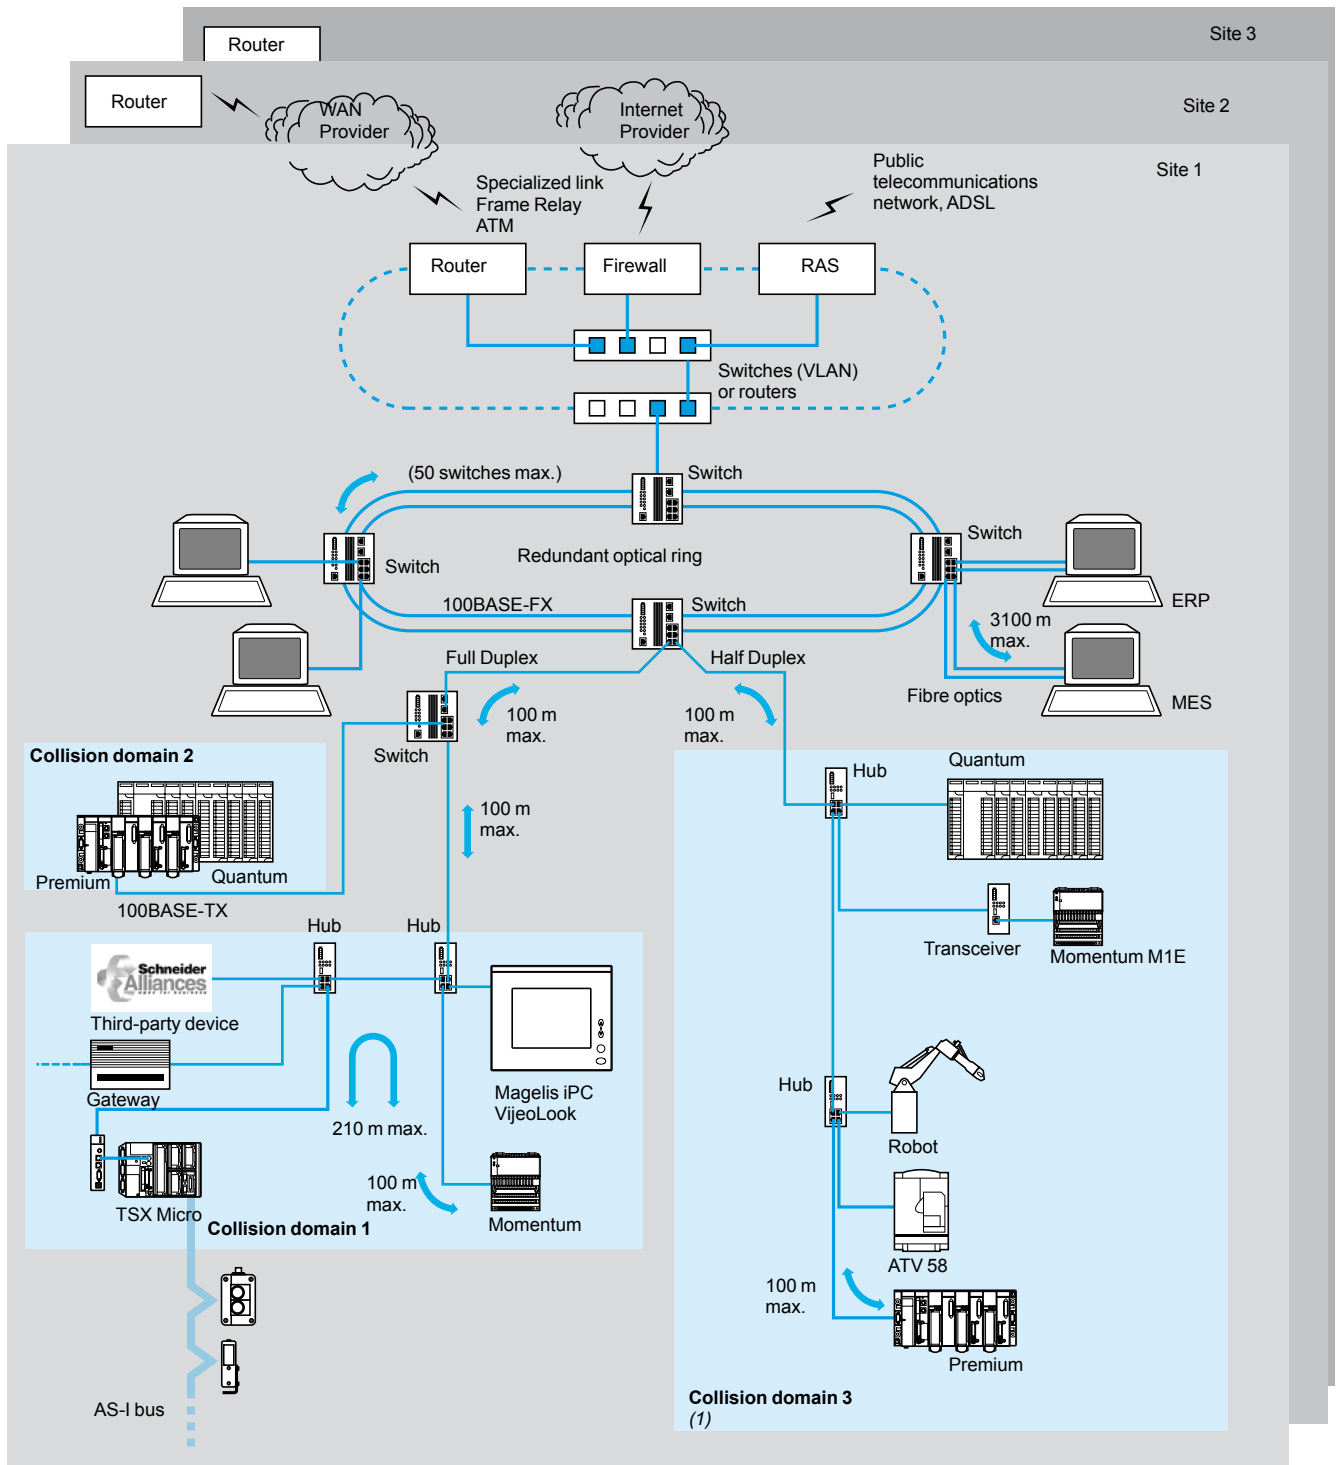 Router
Site 3
Router
WAN
Provider
Internet
Provider
Site 2
Public
telecommunications
network, ADSL
Site 1
Specialized link
Frame Relay
ATM
Router
Firewall
RAS
Switches (VLAN)
or routers
(50 switches max.)
Switch
Switch
Switch
Redundant optical ring
100BASE-FX
Switch
ERP
3100 m
max.
Full Duplex
Half Duplex
Fibre optics
MES
100 m
max.
100 m
max.
Switch
Collision domain 2
Quantum
Premium
100BASE-TX
100 m
max.
Hub
Quantum
Hub
Hub
Transceiver
Momentum M1E
Schneider
Alliances
open for business
Third-party device
Gateway
Magelis iPC
VijeoLook
210 m max.
Hub
Robot
100 m
max.
TSX Micro
Collision domain 1
Momentum
ATV 58
100 m
max.
Premium
AS-I bus
Collision domain 3
(1)